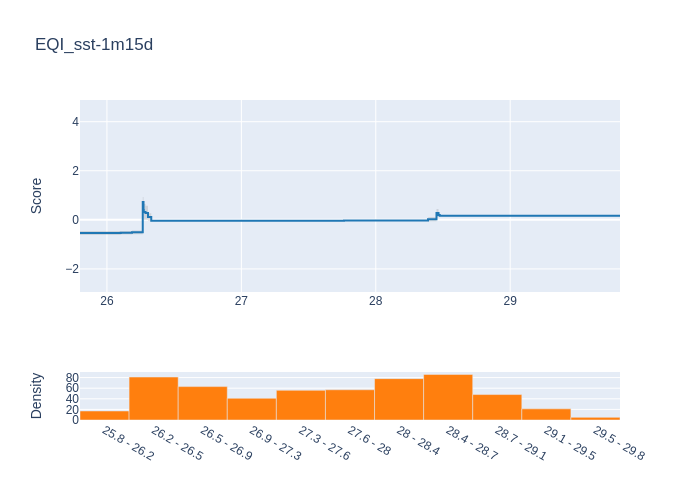 EQI_sst-1m15d
Score
4
2
0
−2
26 27 28 29
Density
80
60
40
20
0
25.8 - 26.2
26.2 - 26.5
26.5 - 26.9
26.9 - 27.3
27.3 - 27.6
27.6 - 28
28 - 28.4
28.4 - 28.7
28.7 - 29.1
29.1 - 29.5
29.5 - 29.8